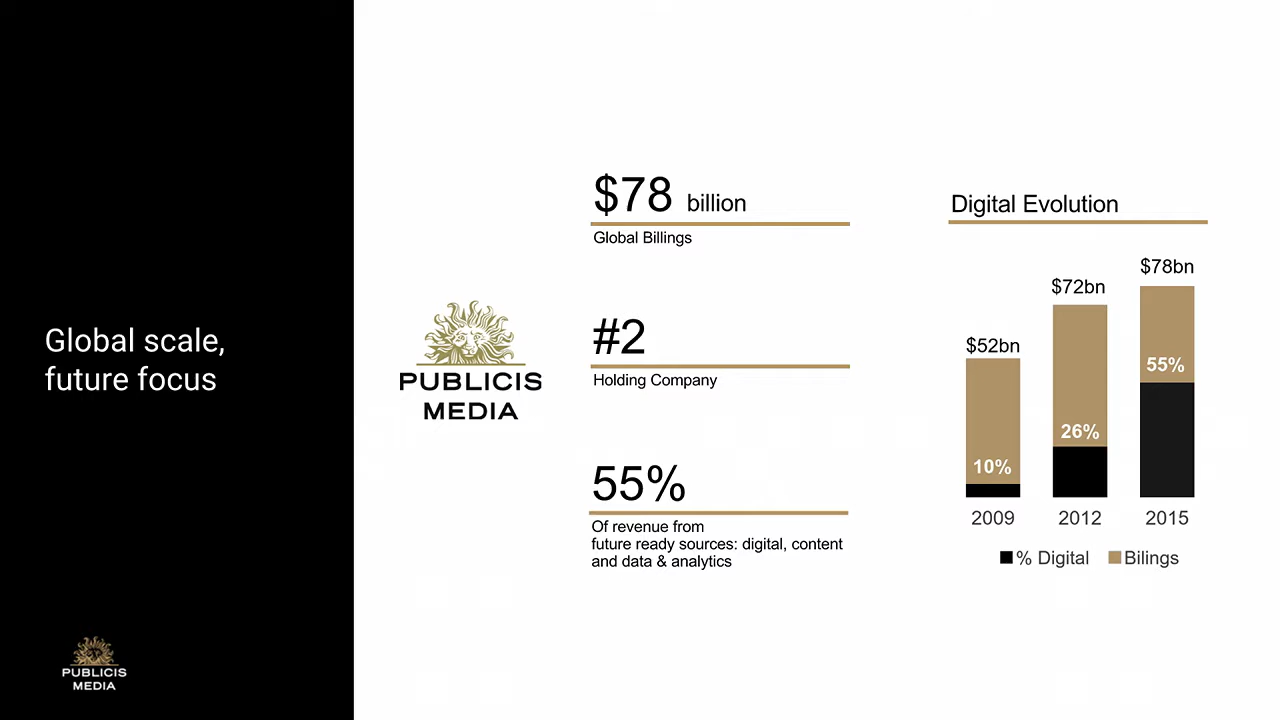 Global scale,
future focus
PUBLICIS
MEDIA
PUBLICIS
MEDIA
$78 billion
Global Billings
#2
Holding Company
55%
Of revenue from
future ready sources: digital, content
and data & analytics
Digital Evolution
$52bn
$72bn
$78bn
10%
26%
55%
2009 2012 2015
% Digital Bilings